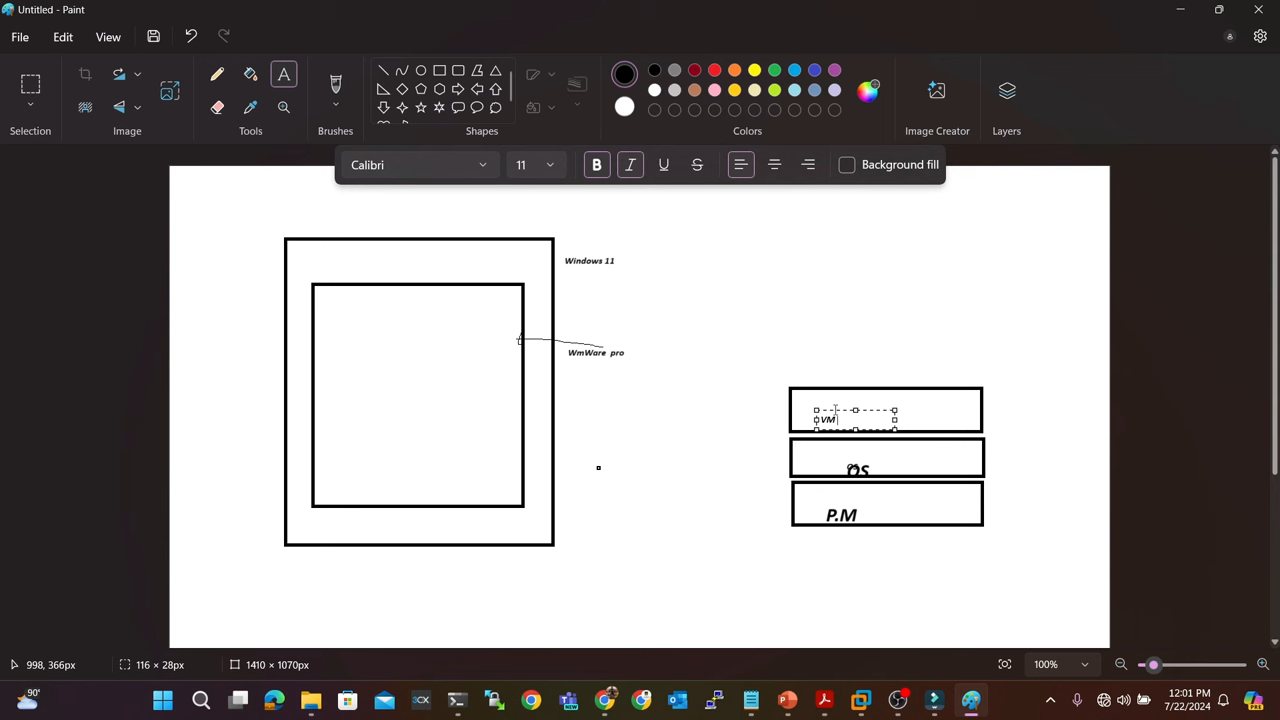 Untitled - Paint
File Edit View
Selection Image Tools Brushes Shapes Colors Image Creator Layers
Calibri 11 B I U Background fill
Windows 11
WmWare pro
VM
OS
OS
P.M
998, 366px 116 × 28px 1410 × 1070px 100%
90°
12:01 PM
7/22/2024